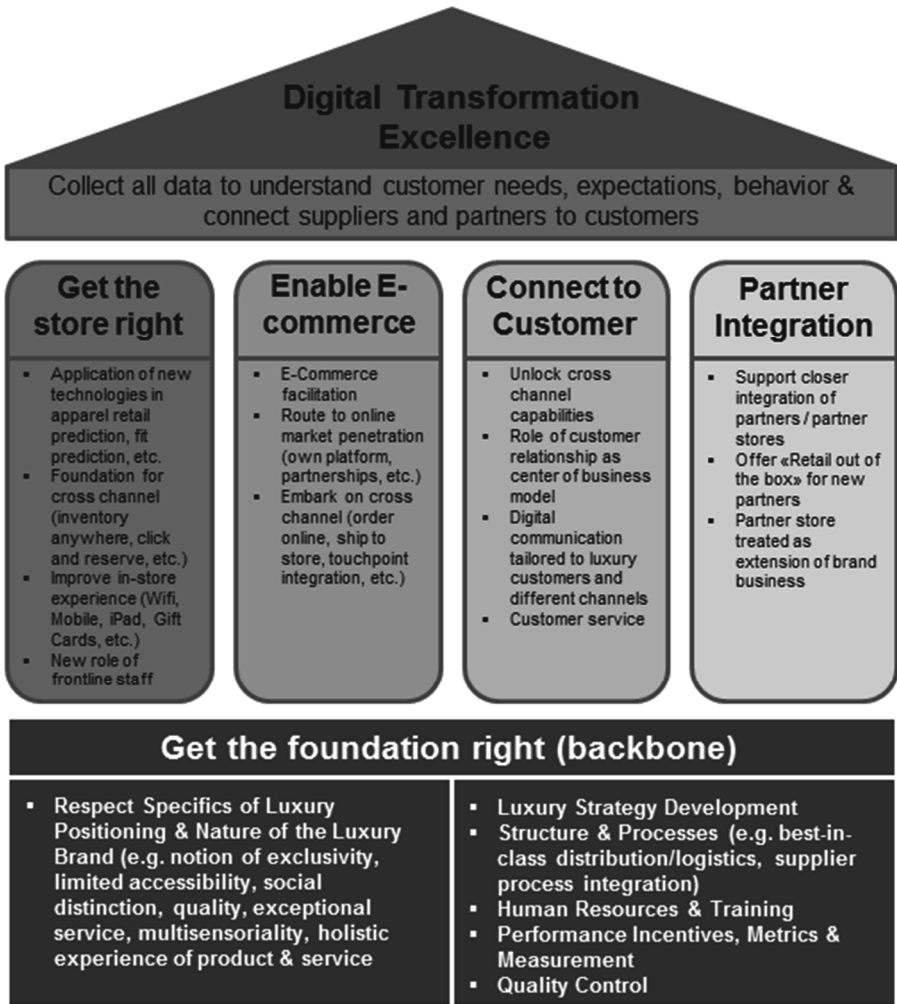 Digital Transformation
Excellence
Collect all data to understand customer needs, expectations, behavior &
connect suppliers and partners to customers
Get the
store right
▪ Application of new
technologies in
apparel retail
prediction, fit
prediction, etc.
▪ Foundation for
cross channel
(inventory
anywhere, click
and reserve, etc.)
▪ Improve in-store
experience (Wifi,
Mobile, iPad, Gift
Cards, etc.)
▪ New role of
frontline staff
Enable E-
commerce
▪ E-Commerce
facilitation
▪ Route to online
market penetration
(own platform,
partnerships, etc.)
▪ Embark on cross
channel (order
online, ship to
store, touchpoint
integration, etc.)
Connect to
Customer
▪ Unlock cross
channel
capabilities
▪ Role of customer
relationship as
center of business
model
▪ Digital
communication
tailored to luxury
customers and
different channels
▪ Customer service
Partner
Integration
▪ Support closer
integration of
partners / partner
stores
▪ Offer «Retail out of
the box» for new
partners
▪ Partner store
treated as
extension of brand
business
Get the foundation right (backbone)
▪ Respect Specifics of Luxury
Positioning & Nature of the Luxury
Brand (e.g. notion of exclusivity,
limited accessibility, social
distinction, quality, exceptional
service, multisensoriality, holistic
experience of product & service
▪ Luxury Strategy Development
▪ Structure & Processes (e.g. best-in-
class distribution/logistics, supplier
process integration)
▪ Human Resources & Training
▪ Performance Incentives, Metrics &
Measurement
▪ Quality Control